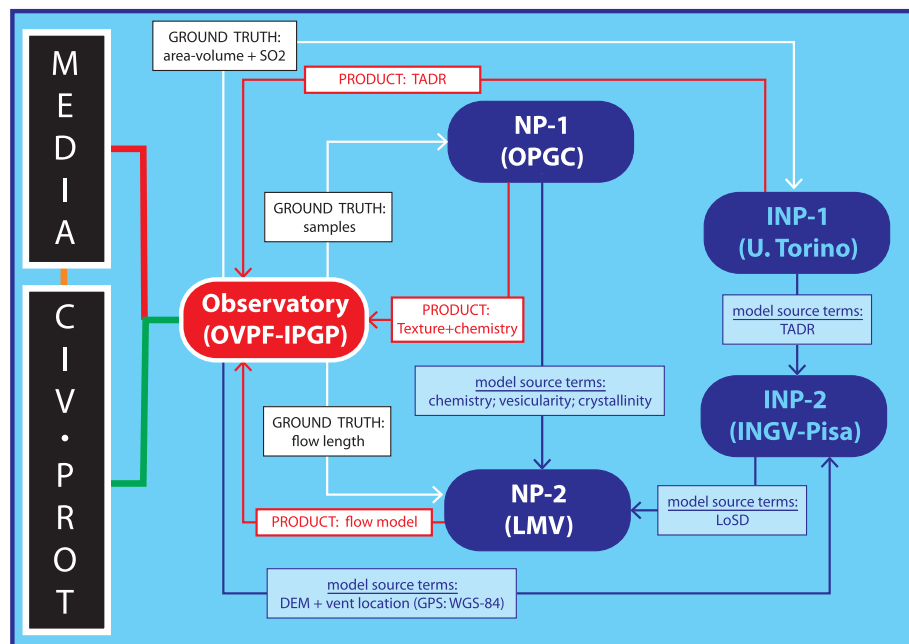 MEDIA
CIV·PROT
GROUND TRUTH:
area-volume + SO2
PRODUCT: TADR
NP-1
(OPGC)
GROUND TRUTH:
samples
INP-1
(U. Torino)
Observatory
(OVPF-IPGP)
PRODUCT:
Texture+chemistry
model source terms:
TADR
model source terms:
chemistry; vesicularity; crystallinity
INP-2
(INGV-Pisa)
GROUND TRUTH:
flow length
NP-2
(LMV)
model source terms:
LoSD
PRODUCT: flow model
model source terms:
DEM + vent location (GPS: WGS-84)